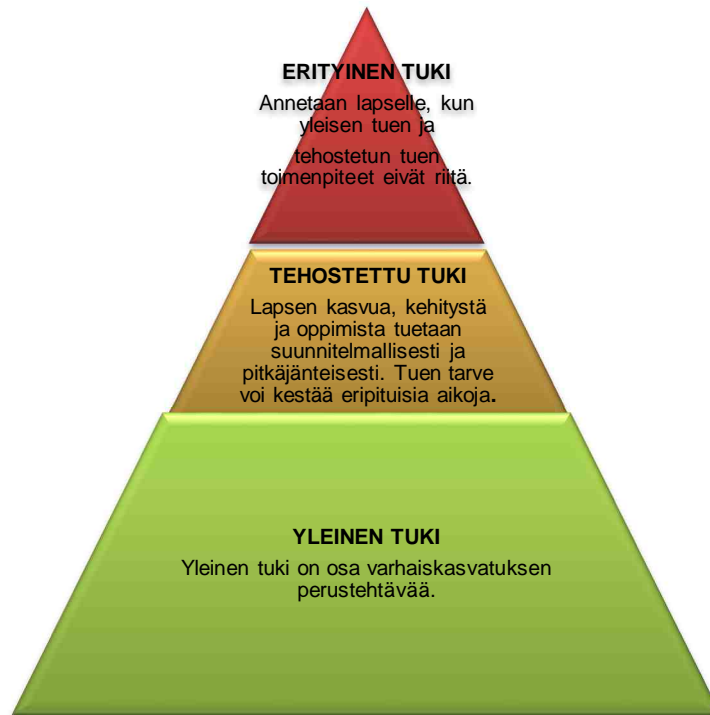 ERITYINEN TUKI
Annetaan lapselle, kun
yleisen tuen ja
tehostetun tuen
toimenpiteet eivät riitä.
TEHOSTETTU TUKI
Lapsen kasvua, kehitystä
ja oppimista tuetaan
suunnitelmallisesti ja
pitkäjänteisesti. Tuen tarve
voi kestää eripituisia aikoja.
YLEINEN TUKI
Yleinen tuki on osa varhaiskasvatuksen
perustehtävää.